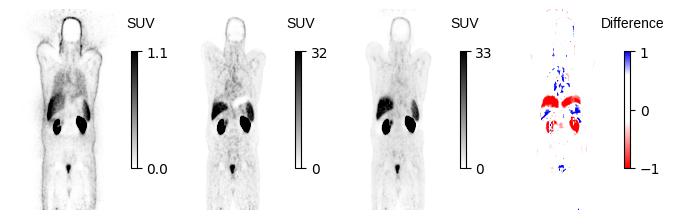 SUV SUV SUV Difference
1.1 32 33 1
0
0.0 0 0 −1